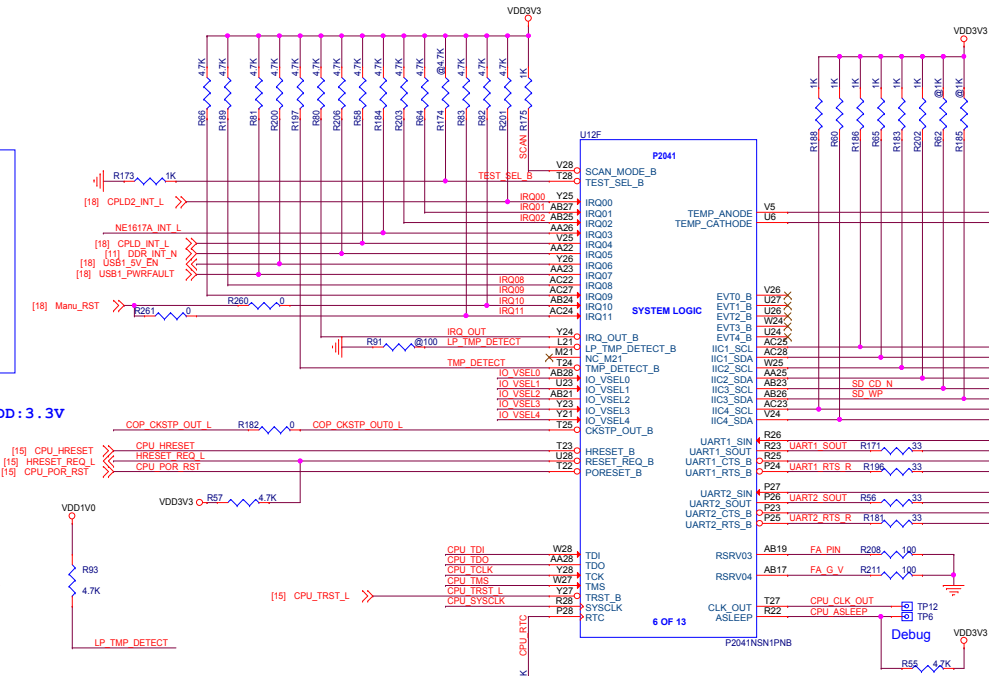 VDD3V3
VDD3V3
4.7K 4.7K 4.7K 4.7K 4.7K 4.7K 4.7K 4.7K 4.7K 4.7K 4.7K @4.7K 4.7K 4.7K 4.7K 1K
R66 R189 R81 R200 R197 R80 R206 R58 R184 R203 R64 R174 R83 R82 R201 R175
1K 1K 1K 1K 1K 1K @1K @1K
R188 R60 R186 R65 R183 R202 R62 R185
SCAN
U12F
P2041
R173 1K
TEST_SEL_B
V28 SCAN_MODE_B
T28 TEST_SEL_B
[18] CPLD2_INT_L
IRQ00 Y25 IRQ00
IRQ01 AB27 IRQ01
IRQ02 AB25 IRQ02
NE1617A_INT_L
AA26 IRQ03
[18] CPLD_INT_L
V25 IRQ04
[11] DDR_INT_N
AA22 IRQ05
[18] USB1_5V_EN
Y26 IRQ06
[18] USB1_PWRFAULT
AA23 IRQ07
IRQ08 AC22 IRQ08
IRQ09 AC27 IRQ09
[18] Manu_RST
R260 0
IRQ10 AB24 IRQ10
R261 0
IRQ11 AC24 IRQ11
TEMP_ANODE V5
TEMP_CATHODE U6
SYSTEM LOGIC
EVT0_B V26
EVT1_B U27
EVT2_B U26
EVT3_B W24
EVT4_B U24
IIC1_SCL AC25
IIC1_SDA AC28
IIC2_SCL W25
IIC2_SDA AA25
IIC3_SCL AB23 SD_CD_N
IIC3_SDA AB26 SD_WP
IIC4_SCL AC23
IIC4_SDA V24
IRQ_OUT Y24 IRQ_OUT_B
R91 @100 LP_TMP_DETECT L21 LP_TMP_DETECT_B
M21 NC_M21
TMP_DETECT T24 TMP_DETECT_B
IO_VSEL0 AB28 IO_VSEL0
IO_VSEL1 U23 IO_VSEL1
IO_VSEL2 AB21 IO_VSEL2
IO_VSEL3 Y23 IO_VSEL3
IO_VSEL4 Y21 IO_VSEL4
COP_CKSTP_OUT_L R182 0 COP_CKSTP_OUT0_L T25 CKSTP_OUT_B
DD:3.3V
[15] CPU_HRESET CPU_HRESET T23 HRESET_B
[15] HRESET_REQ_L HRESET_REQ_L U28 RESET_REQ_B
[15] CPU_POR_RST CPU_POR_RST T22 PORESET_B
VDD3V3 R57 4.7K
UART1_SIN R26
UART1_SOUT R23 UART1_SOUT R171 33
UART1_CTS_B R25
UART1_RTS_B P24 UART1_RTS_R R196 33
UART2_SIN P27
UART2_SOUT P26 UART2_SOUT R56 33
UART2_CTS_B P23
UART2_RTS_B P25 UART2_RTS_R R181 33
VDD1V0
R93
4.7K
LP_TMP_DETECT
CPU_TDI W28 TDI
CPU_TDO AA28 TDO
CPU_TCLK Y28 TCK
CPU_TMS W27 TMS
[15] CPU_TRST_L CPU_TRST_L Y27 TRST_B
CPU_SYSCLK R28 SYSCLK
P28 RTC
CPU_RTC
K
RSRV03 AB19 FA_PIN R208 100
RSRV04 AB17 FA_G_V R211 100
CLK_OUT T27 CPU_CLK_OUT TP12
ASLEEP R22 CPU_ASLEEP TP6
6 OF 13
P2041NSN1PNB
Debug
VDD3V3
R55 4.7K